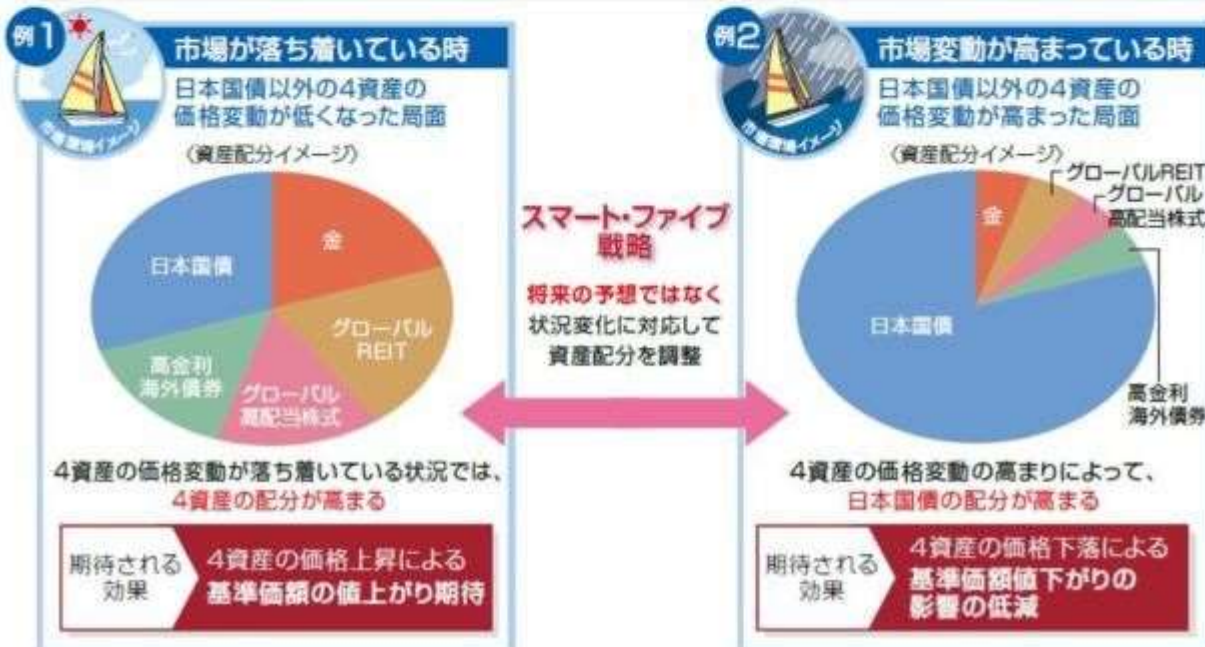 例1
市場が落ち着いている時
日本国債以外の4資産の
価格変動が低くなった局面
市場環境イメージ
〈資産配分イメージ〉
金
日本国債
グローバル
REIT
高金利
海外債券
グローバル
高配当株式
4資産の価格変動が落ち着いている状況では、
4資産の配分が高まる
期待される
効果
4資産の価格上昇による
基準価額の値上がり期待
スマート・ファイブ
戦略
将来の予想ではなく
状況変化に対応して
資産配分を調整
例2
市場変動が高まっている時
日本国債以外の4資産の
価格変動が高まった局面
市場環境イメージ
〈資産配分イメージ〉
グローバルREIT
グローバル
高配当株式
金
日本国債
高金利
海外債券
4資産の価格変動の高まりによって、
日本国債の配分が高まる
期待される
効果
4資産の価格下落による
基準価額値下がりの
影響の低減